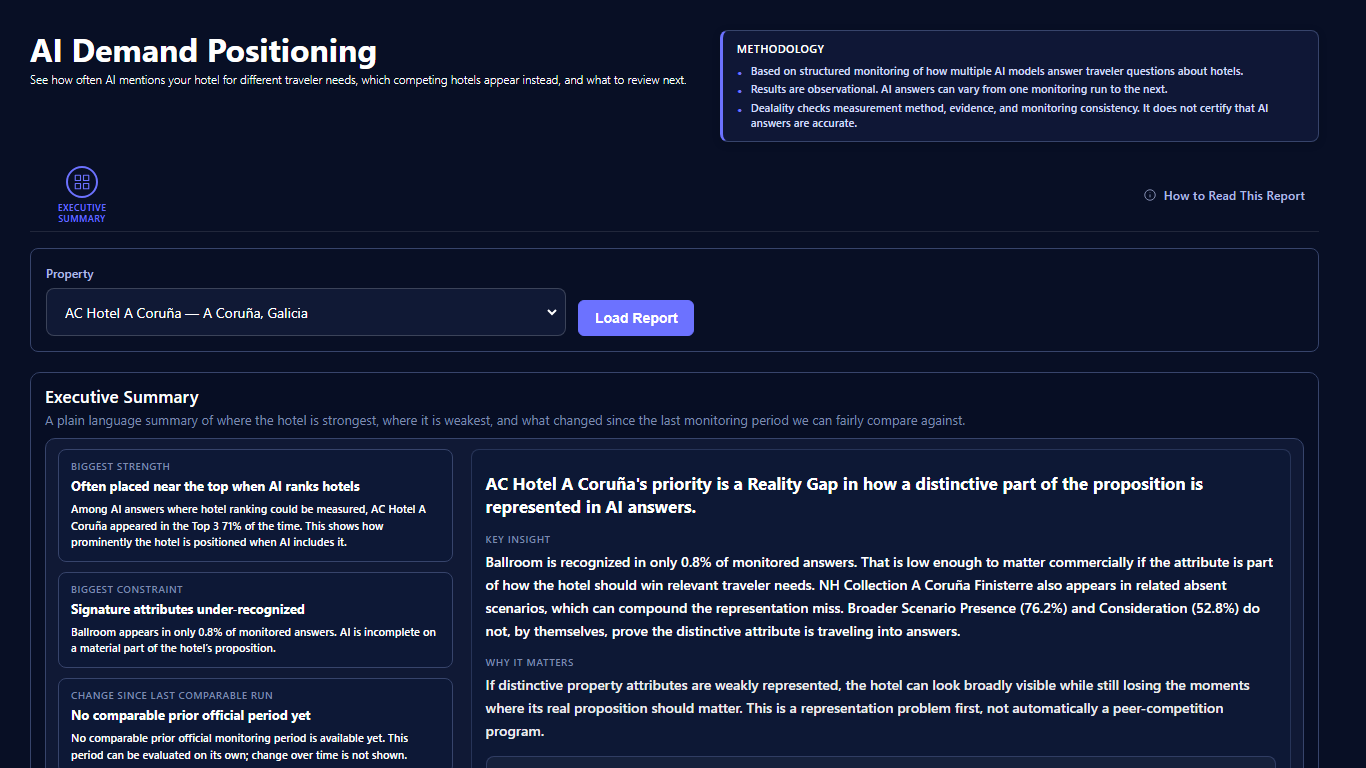 AI Demand Positioning
See how often AI mentions your hotel for different traveler needs, which competing hotels appear instead, and what to review next.
METHODOLOGY
• Based on structured monitoring of how multiple AI models answer traveler questions about hotels.
• Results are observational. AI answers can vary from one monitoring run to the next.
• Dealality checks measurement method, evidence, and monitoring consistency. It does not certify that AI
answers are accurate.
EXECUTIVE
SUMMARY
How to Read This Report
Property
AC Hotel A Coruña — A Coruña, Galicia
Load Report
Executive Summary
A plain language summary of where the hotel is strongest, where it is weakest, and what changed since the last monitoring period we can fairly compare against.
BIGGEST STRENGTH
Often placed near the top when AI ranks hotels
Among AI answers where hotel ranking could be measured, AC Hotel A
Coruña appeared in the Top 3 71% of the time. This shows how
prominently the hotel is positioned when AI includes it.
BIGGEST CONSTRAINT
Signature attributes under-recognized
Ballroom appears in only 0.8% of monitored answers. AI is incomplete on
a material part of the hotel's proposition.
CHANGE SINCE LAST COMPARABLE RUN
No comparable prior official period yet
No comparable prior official monitoring period is available yet. This
period can be evaluated on its own; change over time is not shown.
AC Hotel A Coruña's priority is a Reality Gap in how a distinctive part of the proposition is
represented in AI answers.
KEY INSIGHT
Ballroom is recognized in only 0.8% of monitored answers. That is low enough to matter commercially if the attribute is part
of how the hotel should win relevant traveler needs. NH Collection A Coruña Finisterre also appears in related absent
scenarios, which can compound the representation miss. Broader Scenario Presence (76.2%) and Consideration (52.8%) do
not, by themselves, prove the distinctive attribute is traveling into answers.
WHY IT MATTERS
If distinctive property attributes are weakly represented, the hotel can look broadly visible while still losing the moments
where its real proposition should matter. This is a representation problem first, not automatically a peer-competition
program.